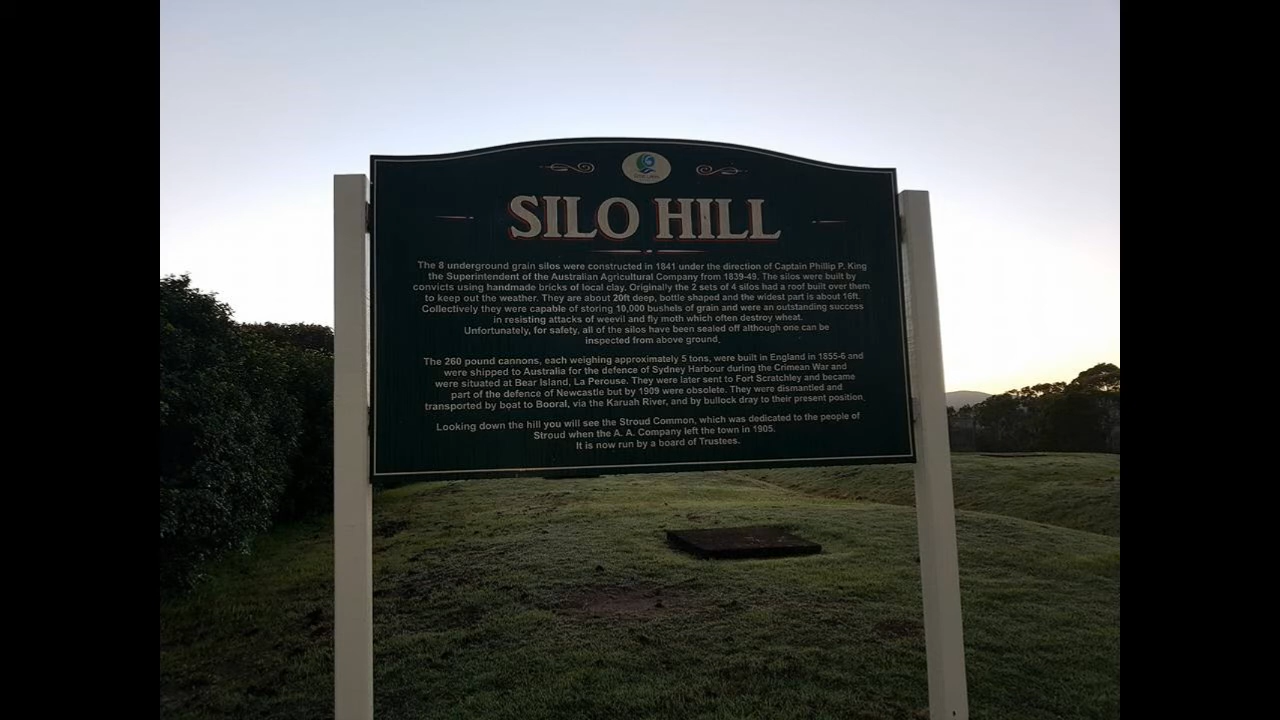 SILO HILL
The 8 underground grain silos were constructed in 1841 under the direction of Captain Phillip P. King
the Superintendent of the Australian Agricultural Company from 1839-49. The silos were built by
convicts using handmade bricks of local clay. Originally the 2 sets of 4 silos had a roof built over them
to keep out the weather. They are about 20ft deep, bottle shaped and the widest part is about 16ft.
Collectively they were capable of storing 10,000 bushels of grain and were an outstanding success
in resisting attacks of weevil and fly moth which often destroy wheat.
Unfortunately, for safety, all of the silos have been sealed off although one can be
inspected from above ground.
The 260 pound cannons, each weighing approximately 5 tons, were built in England in 1855-6 and
were shipped to Australia for the defence of Sydney Harbour during the Crimean War and
were situated at Bear Island, La Perouse. They were later sent to Fort Scratchley and became
part of the defence of Newcastle but by 1909 were obsolete. They were dismantled and
transported by boat to Booral, via the Karuah River, and by bullock dray to their present position.
Looking down the hill you will see the Stroud Common, which was dedicated to the people of
Stroud when the A. A. Company left the town in 1905.
It is now run by a board of Trustees.